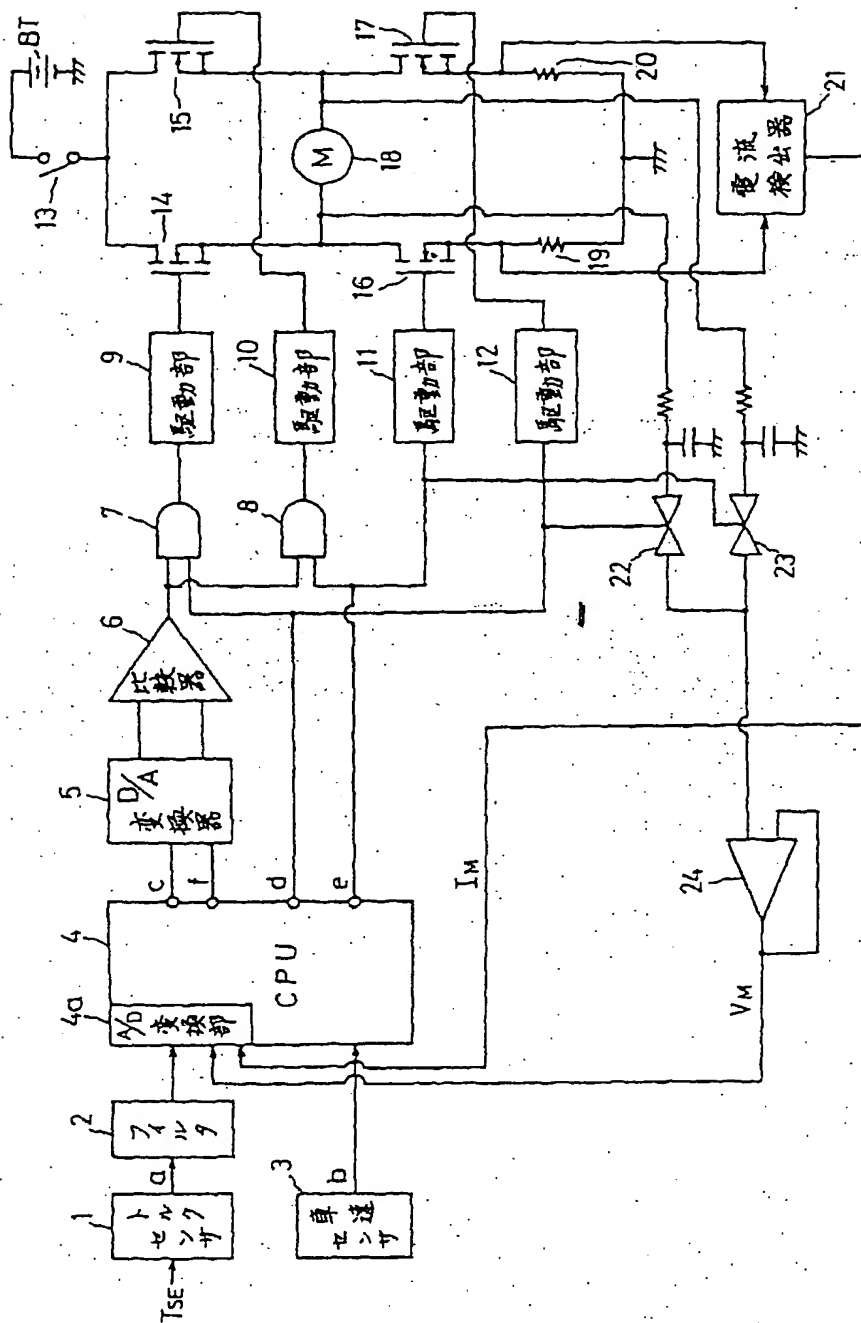 TSE
1
トルク
センサ
a
2
フィルタ
3
車速
センサ
b
4a
A/D
変換部
4
CPU
c
f
d
e
5
D/A
変換器
6
比較器
7
8
9
駆動部
10
駆動部
11
駆動部
12
駆動部
13
BT
14
15
16
17
M
18
19
20
電流
検出器
21
22
23
24
IM
VM